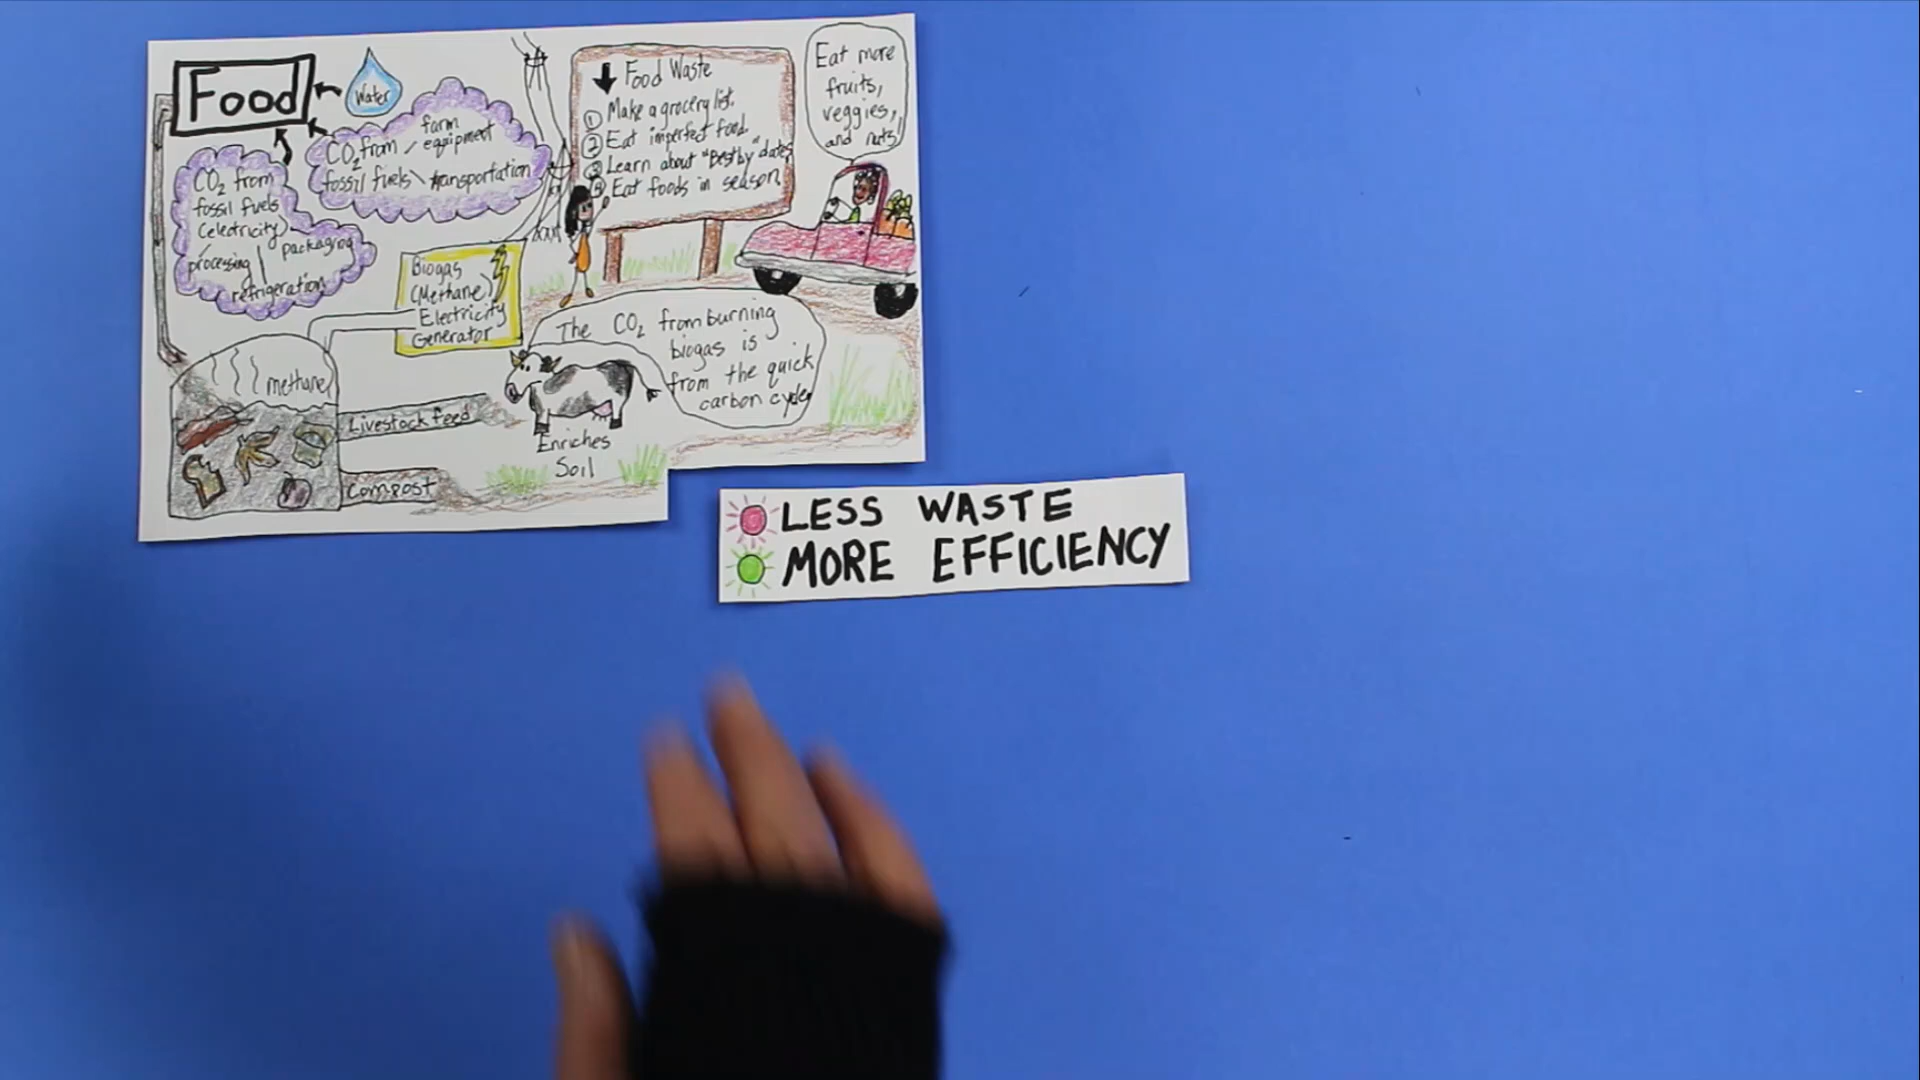 Food
Water
CO2 from
fossil fuels
farm
equipment
transportation
CO2 from
fossil fuels
(electricity)
processing
packaging
refrigeration
Food Waste
1 Make a grocery list.
2 Eat imperfect food.
3 Learn about "Best by" dates
Eat foods in season.
Eat more
fruits,
veggies,
and nuts!
Biogas
(Methane)
Electricity
Generator
The CO2 from burning
biogas is
from the quick
carbon cycle
methane
Livestock feed
Enriches
Soil
Compost
LESS WASTE
MORE EFFICIENCY